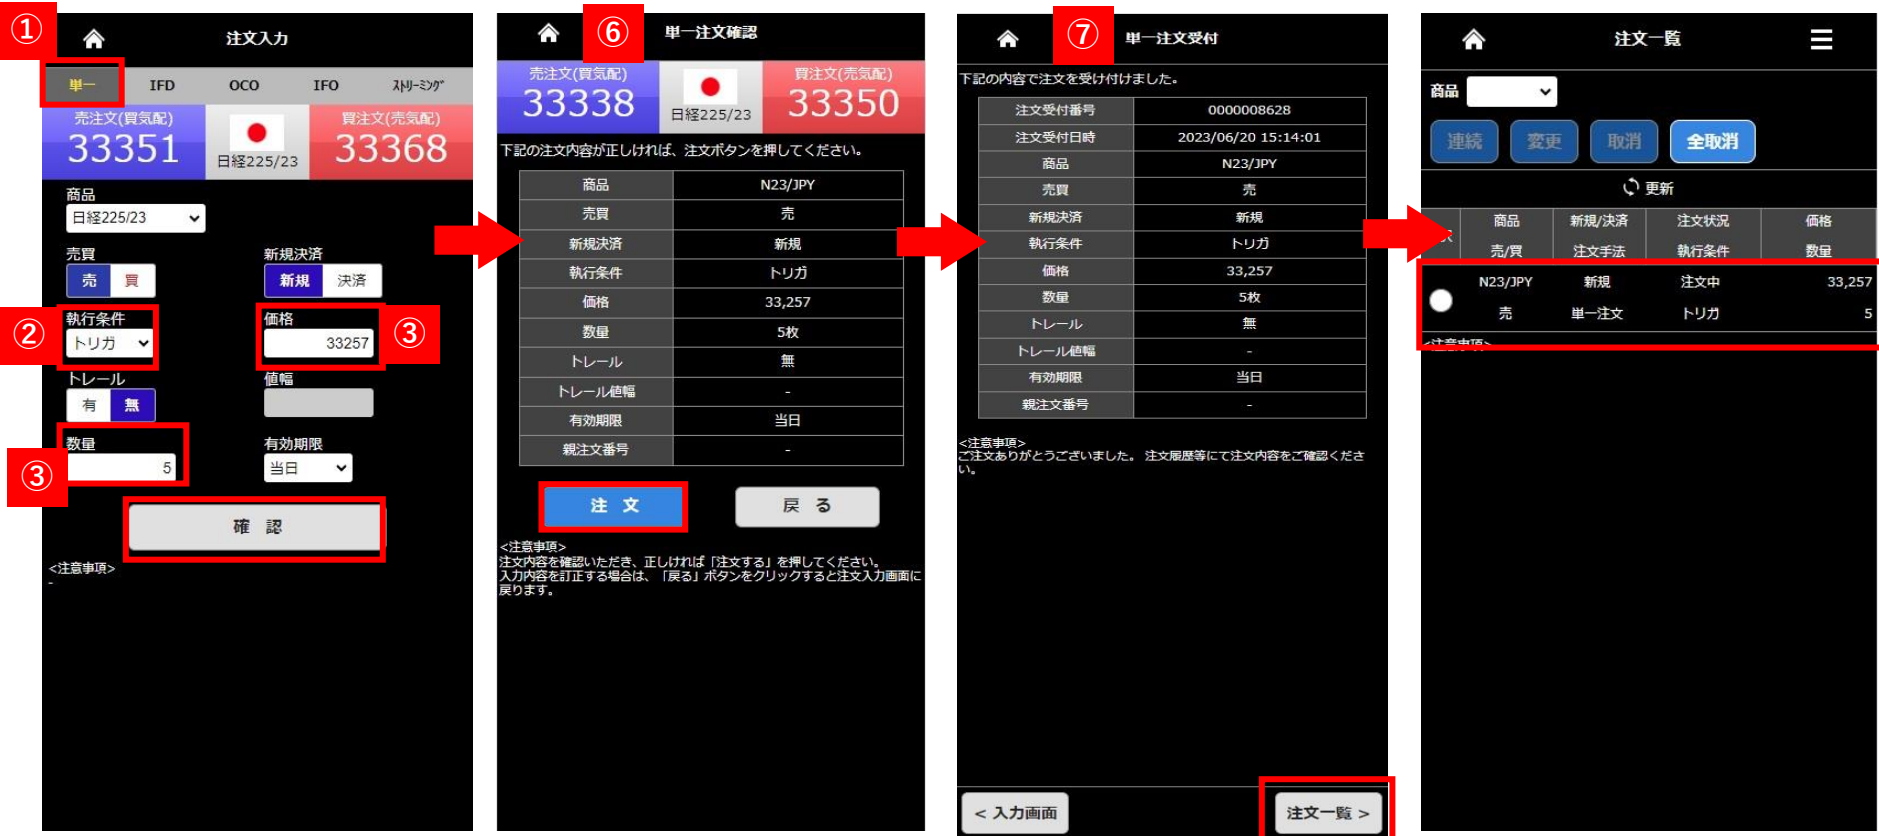 ①
注文入力
単一 IFD OCO IFO ｽﾄﾘｰﾐﾝｸﾞ
売注文(買気配) 買注文(売気配)
33351 日経225/23 33368
商品
日経225/23
売買 新規決済
売 買 新規 決済
② 執行条件 価格 ③
トリガ 33257
トレール 値幅
有 無
数量 有効期限
③ 5 当日
確 認
<注意事項>
-
⑥
単一注文確認
売注文(買気配) 買注文(売気配)
33338 日経225/23 33350
下記の注文内容が正しければ、注文ボタンを押してください。
商品 N23/JPY
売買 売
新規決済 新規
執行条件 トリガ
価格 33,257
数量 5枚
トレール 無
トレール値幅 -
有効期限 当日
親注文番号 -
注 文 戻 る
<注意事項>
注文内容を確認いただき、正しければ「注文する」を押してください。
入力内容を訂正する場合は、「戻る」ボタンをクリックすると注文入力画面に
戻ります。
⑦
単一注文受付
下記の内容で注文を受け付けました。
注文受付番号 0000008628
注文受付日時 2023/06/20 15:14:01
商品 N23/JPY
売買 売
新規決済 新規
執行条件 トリガ
価格 33,257
数量 5枚
トレール 無
トレール値幅 -
有効期限 当日
親注文番号 -
<注意事項>
ご注文ありがとうございました。 注文履歴等にて注文内容をご確認くださ
い。
< 入力画面 注文一覧 >
注文一覧
商品
連続 変更 取消 全取消
更新
商品 新規/決済 注文状況 価格
売/買 注文手法 執行条件 数量
N23/JPY 新規 注文中 33,257
売 単一注文 トリガ 5
<注意事項>